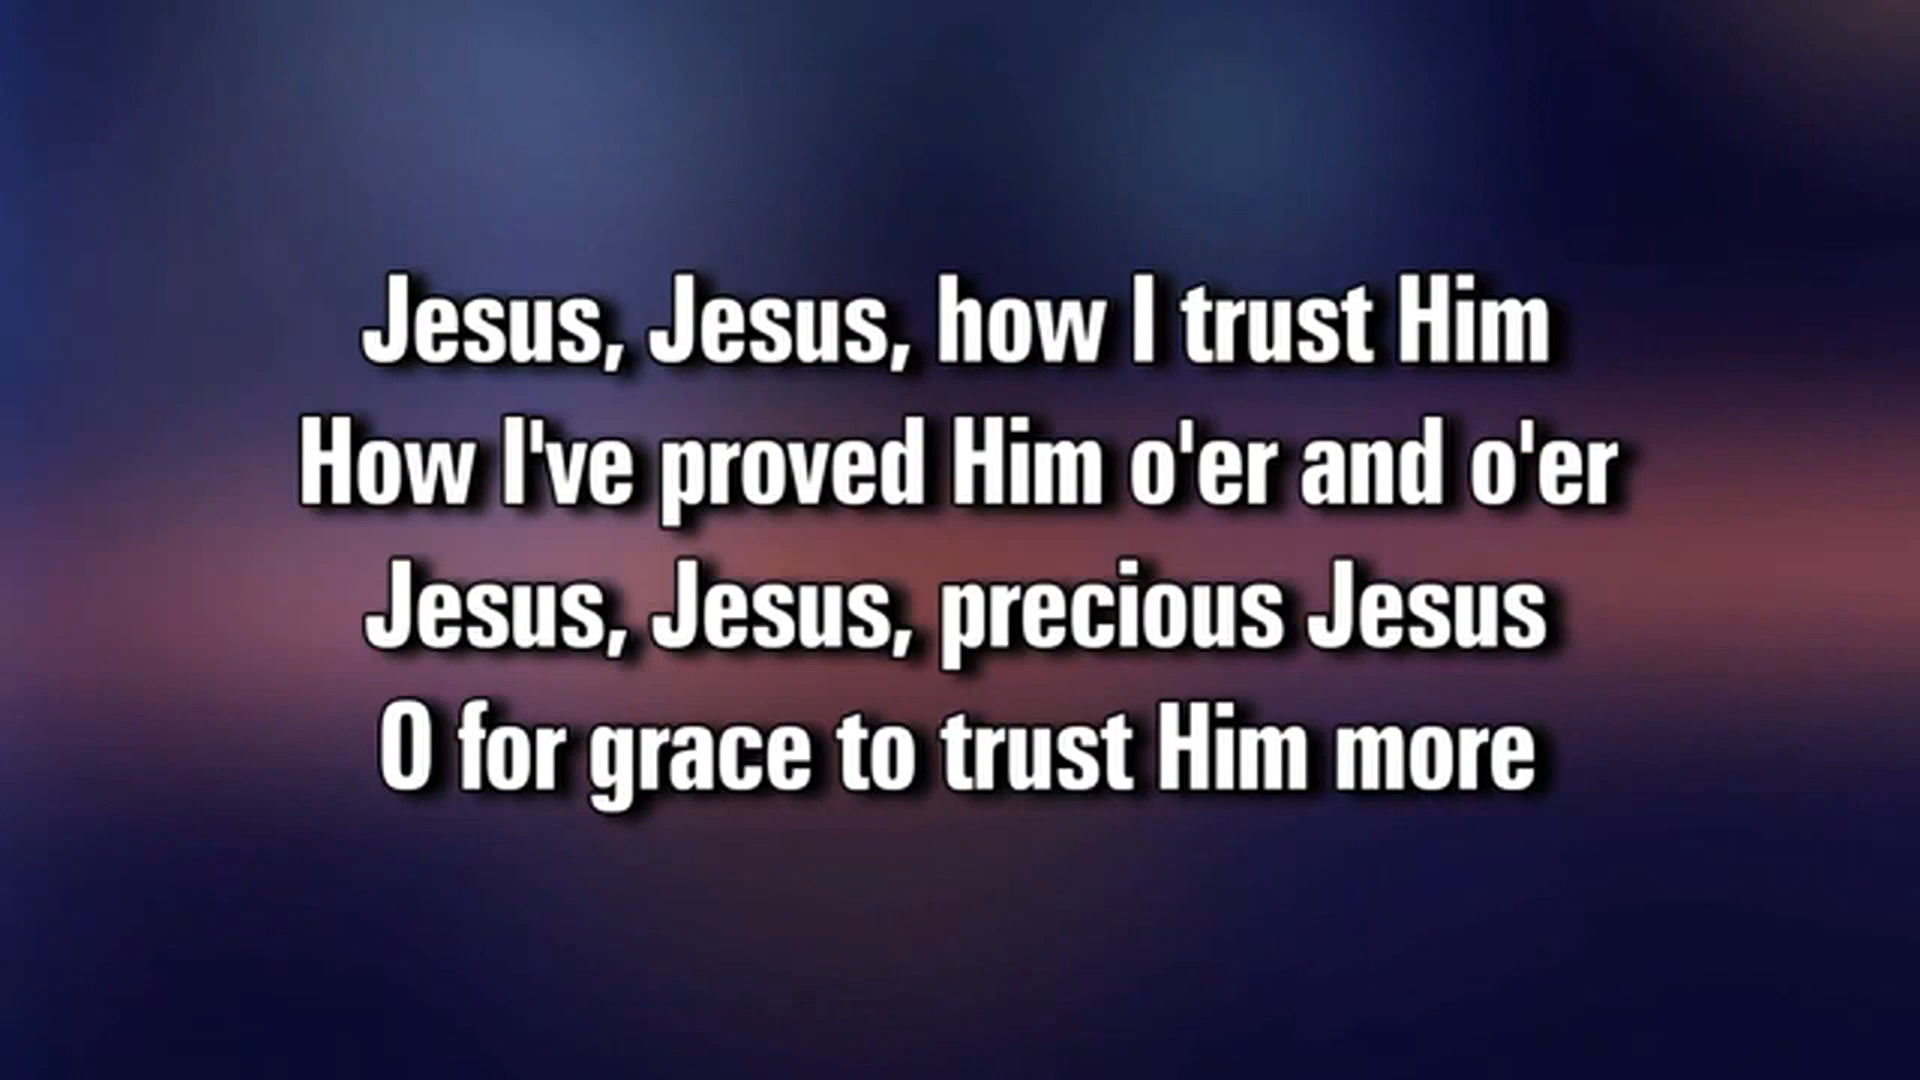 Jesus, Jesus, how I trust Him
How I've proved Him o'er and o'er
Jesus, Jesus, precious Jesus
O for grace to trust Him more